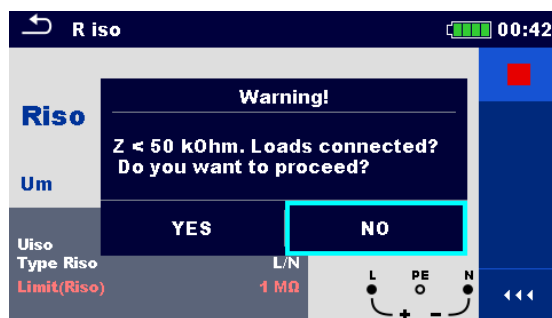 R iso 00:42
Warning!
Z < 50 kOhm. Loads connected?
Do you want to proceed?
YES NO
Riso
Um
Uiso
Type Riso L/N
Limit(Riso) 1 MΩ
L PE N
+ -